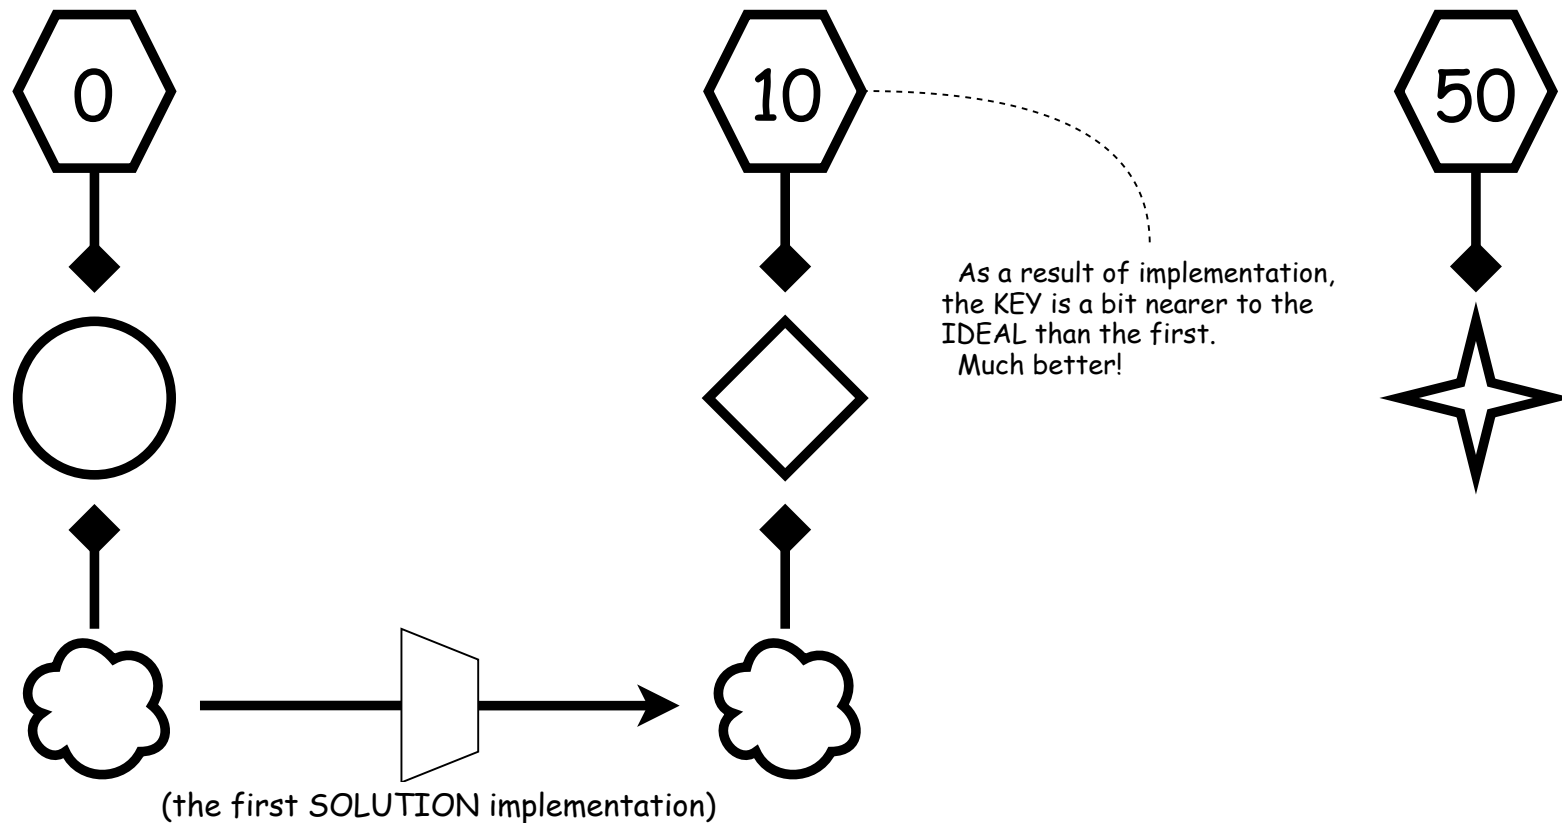 0
10
50
As a result of implementation,
the KEY is a bit nearer to the
IDEAL than the first.
Much better!
(the first SOLUTION implementation)